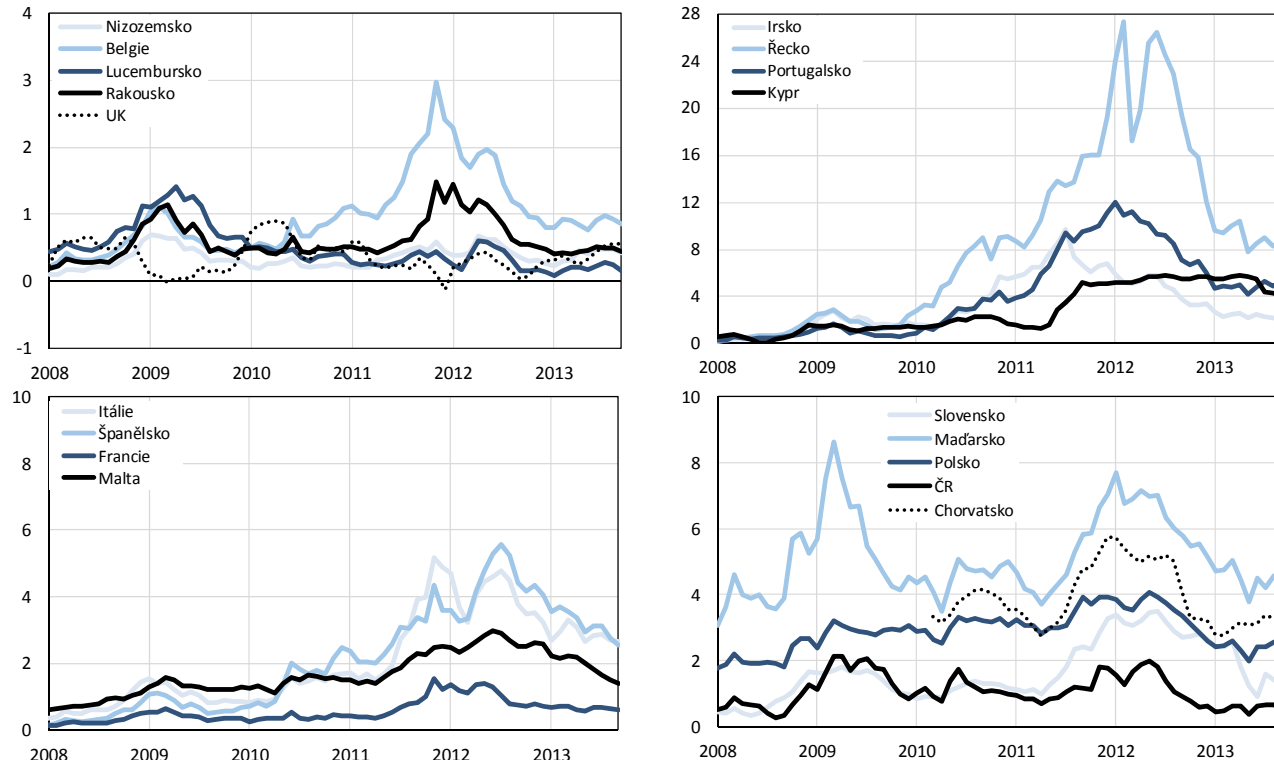 4
3
2
1
0
-1
Nizozemsko
Belgie
Lucembursko
Rakousko
UK
2008 2009 2010 2011 2012 2013
28
24
20
16
12
8
4
0
Irsko
Řecko
Portugalsko
Kypr
2008 2009 2010 2011 2012 2013
10
8
6
4
2
0
Itálie
Španělsko
Francie
Malta
2008 2009 2010 2011 2012 2013
10
8
6
4
2
0
Slovensko
Maďarsko
Polsko
ČR
Chorvatsko
2008 2009 2010 2011 2012 2013